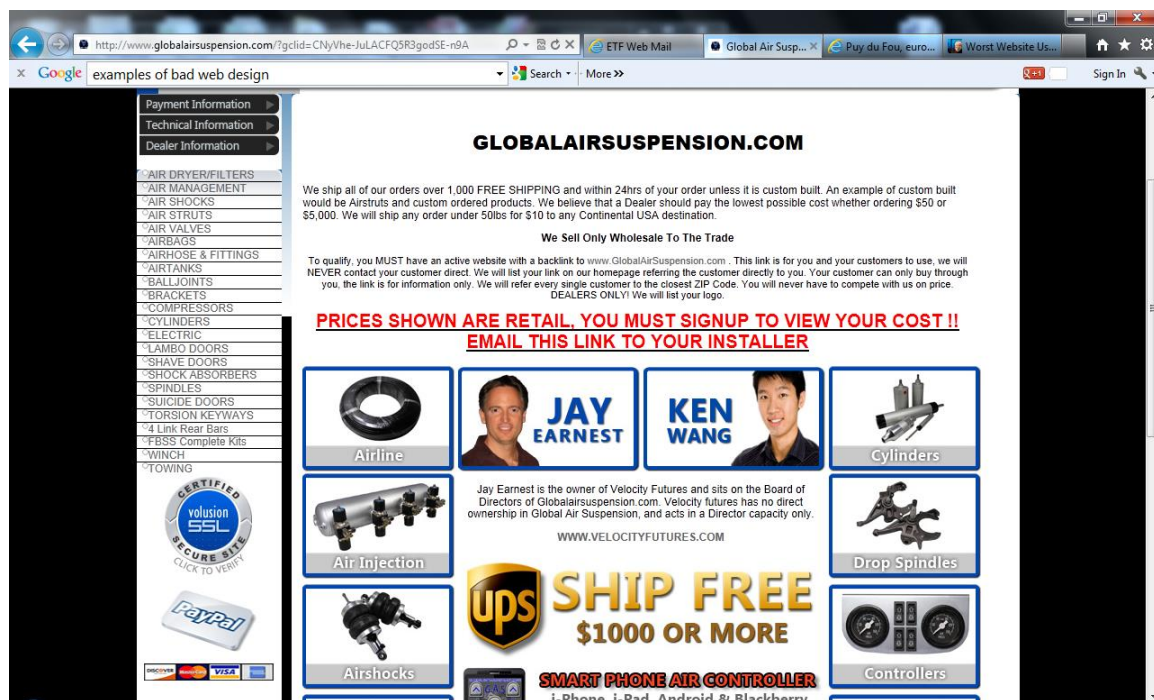 http://www.globalairsuspension.com/?gclid=CNyVhe-JuLACFQ5R3godSE-n9A
ETF Web Mail
Global Air Susp...
Puy du Fou, euro...
Worst Website Us...
x Google examples of bad web design Search More >> +1 Sign In
Payment Information
Technical Information
Dealer Information
AIR DRYER/FILTERS
AIR MANAGEMENT
AIR SHOCKS
AIR STRUTS
AIR VALVES
AIRBAGS
AIRHOSE & FITTINGS
AIRTANKS
BALLJOINTS
BRACKETS
COMPRESSORS
CYLINDERS
ELECTRIC
LAMBO DOORS
SHAVE DOORS
SHOCK ABSORBERS
SPINDLES
SUICIDE DOORS
TORSION KEYWAYS
4 Link Rear Bars
FBSS Complete Kits
WINCH
TOWING
CERTIFIED
volusion
SSL
SECURE SITE
CLICK TO VERIFY
PayPal
DISCOVER MasterCard VISA
GLOBALAIRSUSPENSION.COM
We ship all of our orders over 1,000 FREE SHIPPING and within 24hrs of your order unless it is custom built. An example of custom built
would be Airstruts and custom ordered products. We believe that a Dealer should pay the lowest possible cost whether ordering $50 or
$5,000. We will ship any order under 50lbs for $10 to any Continental USA destination.
We Sell Only Wholesale To The Trade
To qualify, you MUST have an active website with a backlink to www.GlobalAirSuspension.com . This link is for you and your customers to use, we will
NEVER contact your customer direct. We will list your link on our homepage referring the customer directly to you. Your customer can only buy through
you, the link is for information only. We will refer every single customer to the closest ZIP Code. You will never have to compete with us on price.
DEALERS ONLY! We will list your logo.
PRICES SHOWN ARE RETAIL, YOU MUST SIGNUP TO VIEW YOUR COST !!
EMAIL THIS LINK TO YOUR INSTALLER
Airline
JAY
EARNEST
KEN
WANG
Cylinders
Jay Earnest is the owner of Velocity Futures and sits on the Board of
Directors of Globalairsuspension.com. Velocity futures has no direct
ownership in Global Air Suspension, and acts in a Director capacity only.
WWW.VELOCITYFUTURES.COM
Air Injection
Drop Spindles
ups
SHIP FREE
$1000 OR MORE
Airshocks
Controllers
GAS
SMART PHONE AIR CONTROLLER
i-Phone, i-Pad, Android & Blackberry